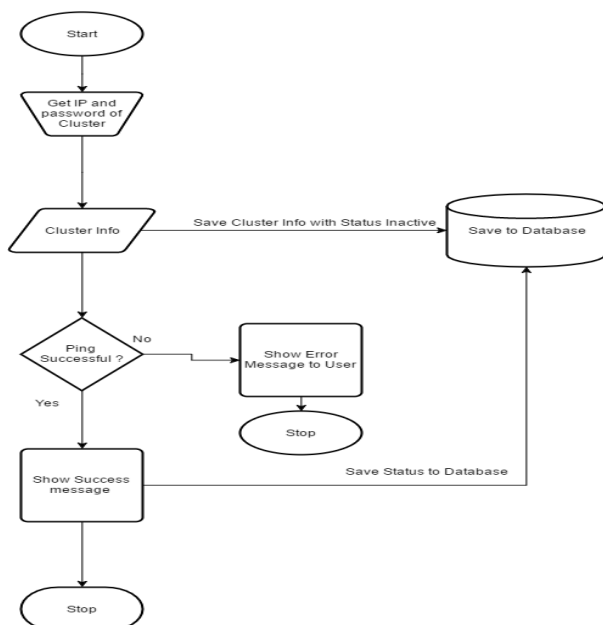 Start
Get IP and
password of
Cluster
Cluster Info
Save Cluster Info with Status Inactive
Save to Database
Ping
Successful ?
No
Show Error
Message to User
Yes
Stop
Show Success
message
Save Status to Database
Stop